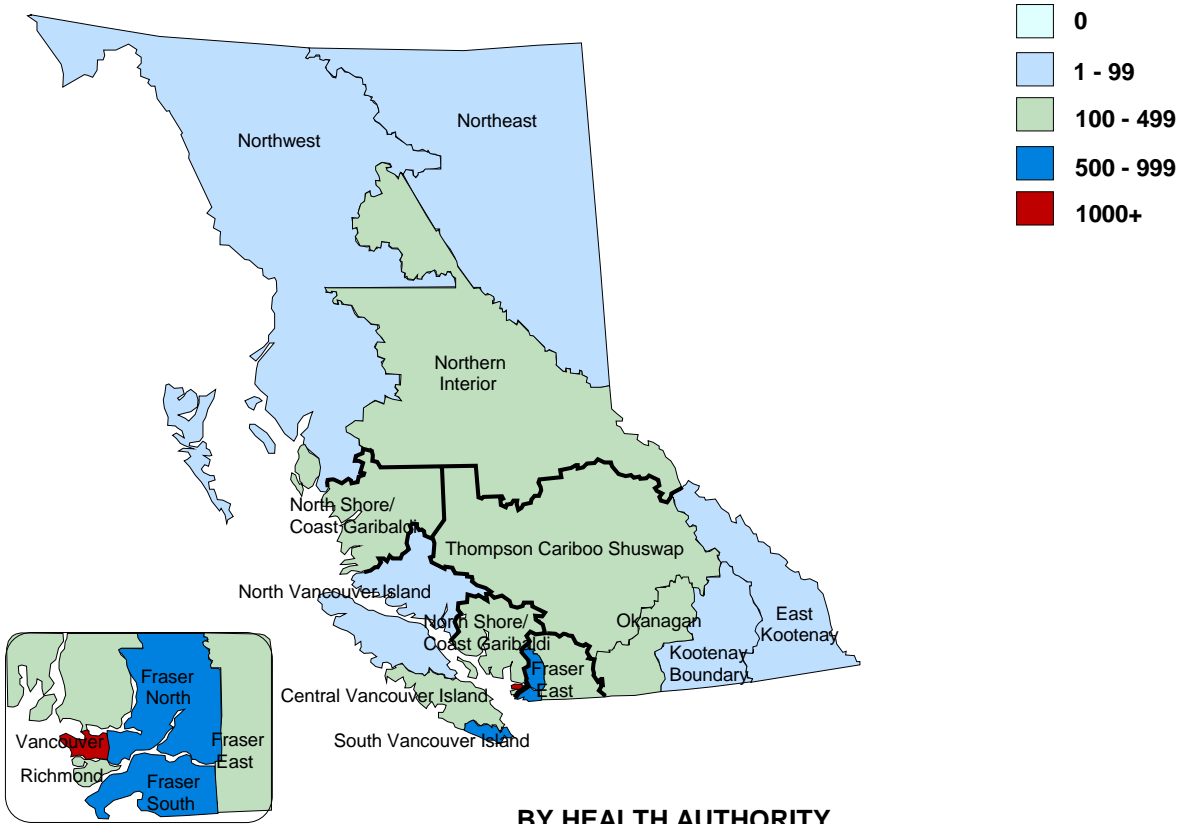 0
1 - 99
100 - 499
500 - 999
1000+
Northwest
Northeast
Northern
Interior
North Shore/
Coast Garibaldi
Thompson Cariboo Shuswap
North Vancouver Island
North Shore/
Coast Garibaldi
Okanagan
East
Kootenay
Kootenay
Boundary
Fraser
East
Central Vancouver Island
South Vancouver Island
Fraser
North
Vancouver
Fraser
East
Richmond
Fraser
South
BY HEALTH AUTHORITY